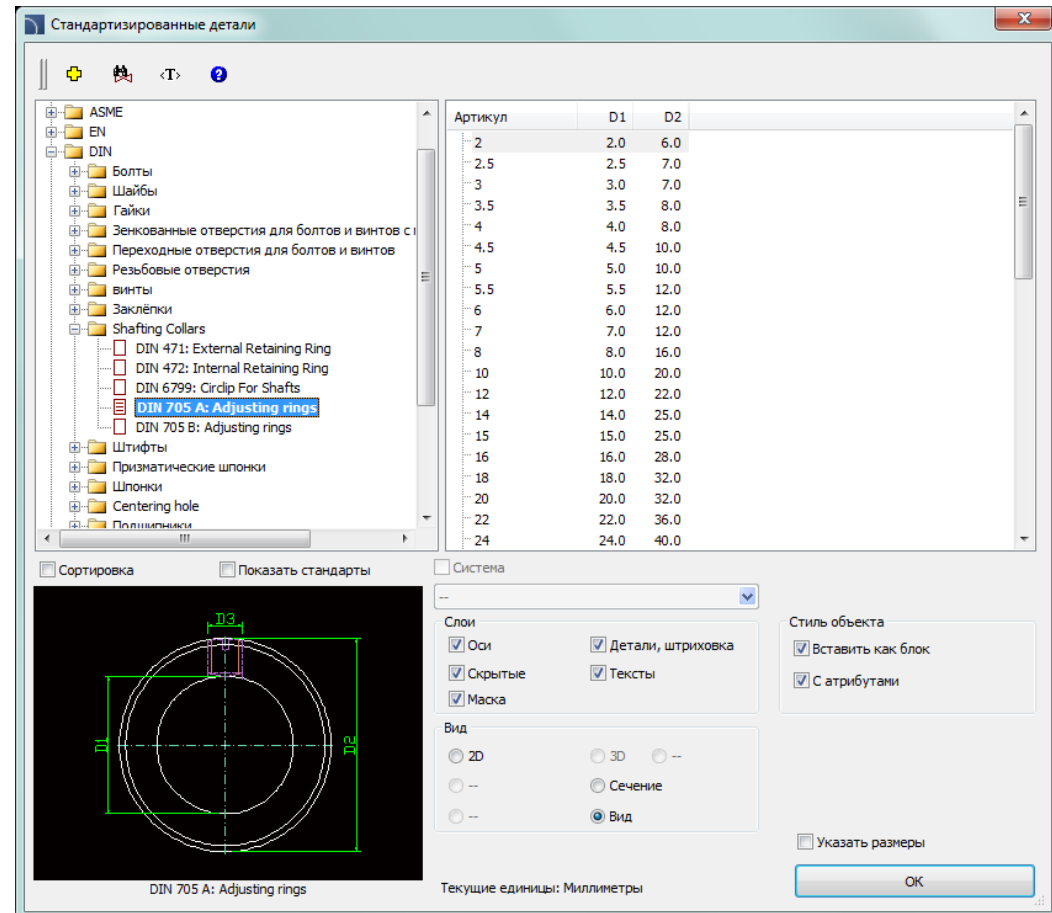 Стандартизированные детали
<T>
ASME
EN
DIN
Болты
Шайбы
Гайки
Зенкованные отверстия для болтов и винтов с
Переходные отверстия для болтов и винтов
Резьбовые отверстия
винты
Заклёпки
Shafting Collars
DIN 471: External Retaining Ring
DIN 472: Internal Retaining Ring
DIN 6799: Circlip For Shafts
DIN 705 A: Adjusting rings
DIN 705 B: Adjusting rings
Штифты
Призматические шпонки
Шпонки
Centering hole
Подшипники
Артикул D1 D2
2 2.0 6.0
2.5 2.5 7.0
3 3.0 7.0
3.5 3.5 8.0
4 4.0 8.0
4.5 4.5 10.0
5 5.0 10.0
5.5 5.5 12.0
6 6.0 12.0
7 7.0 12.0
8 8.0 16.0
10 10.0 20.0
12 12.0 22.0
14 14.0 25.0
15 15.0 25.0
16 16.0 28.0
18 18.0 32.0
20 20.0 32.0
22 22.0 36.0
24 24.0 40.0
Сортировка
Показать стандарты
D3
D1
D2
DIN 705 A: Adjusting rings
Система
--
Слои
Оси
Детали, штриховка
Скрытые
Тексты
Маска
Стиль объекта
Вставить как блок
С атрибутами
Вид
2D
3D
--
--
Сечение
--
Вид
Указать размеры
Текущие единицы: Миллиметры
OK